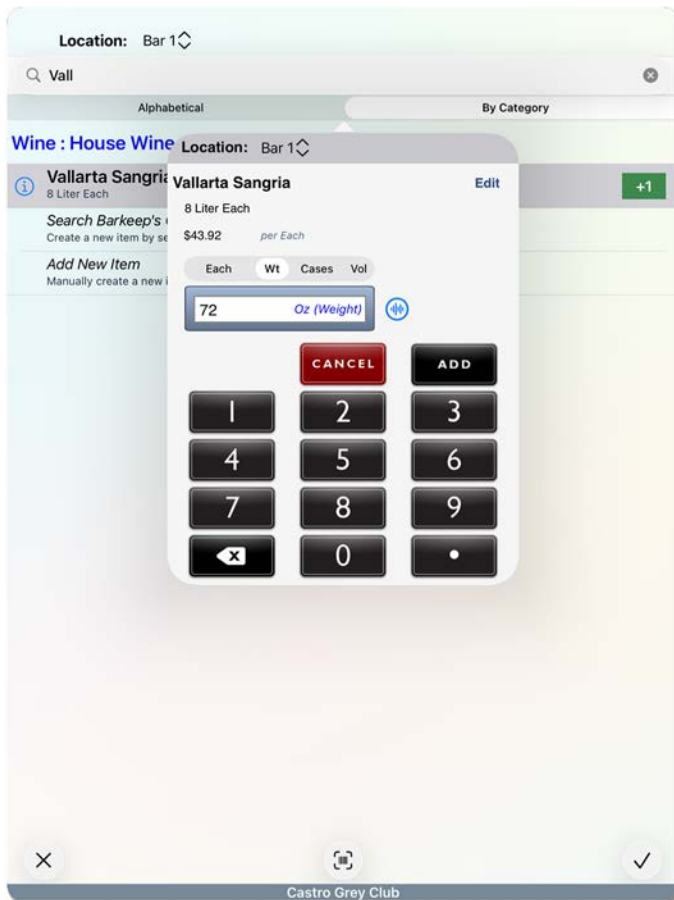 Location: Bar 1
Vall
Alphabetical By Category
Wine : House Wine
Vallarta Sangria
8 Liter Each
+1
Search Barkeep's
Create a new item by se
Add New Item
Manually create a new i
Location: Bar 1
Vallarta Sangria Edit
8 Liter Each
$43.92 per Each
Each Wt Cases Vol
72 Oz (Weight)
CANCEL ADD
1 2 3
4 5 6
7 8 9
0 .
Castro Grey Club